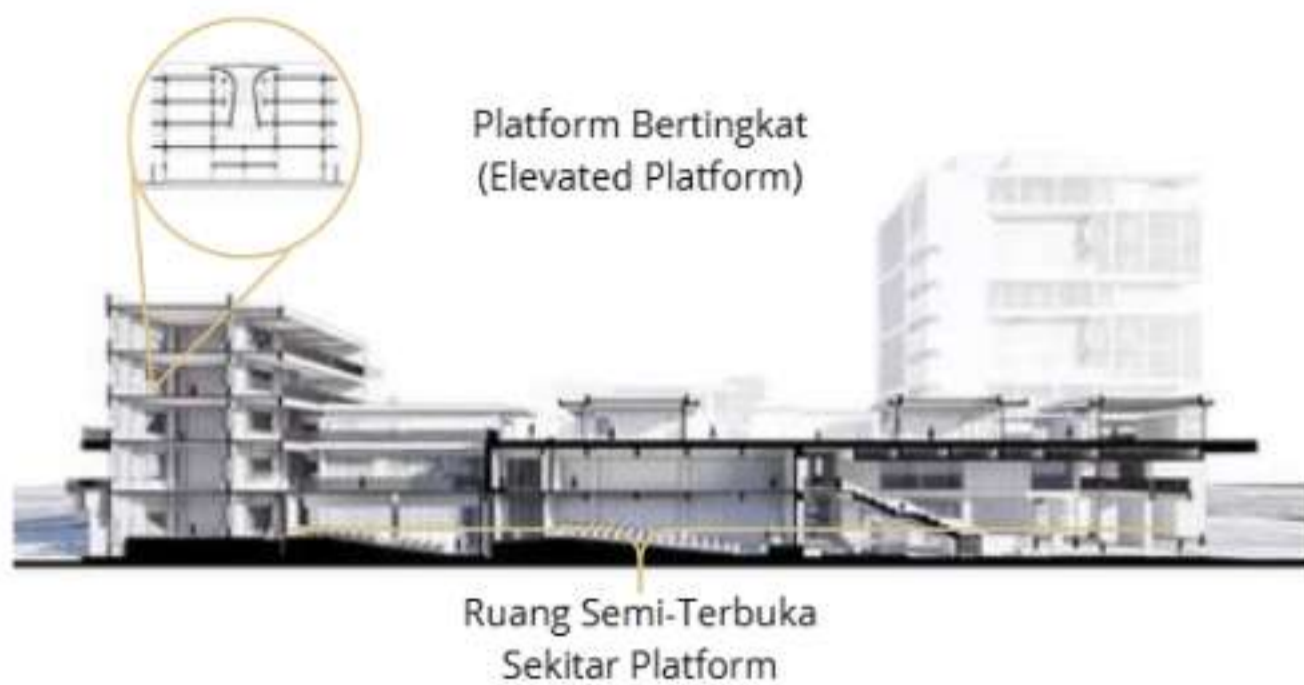 Platform Bertingkat
(Elevated Platform)
Ruang Semi-Terbuka
Sekitar Platform